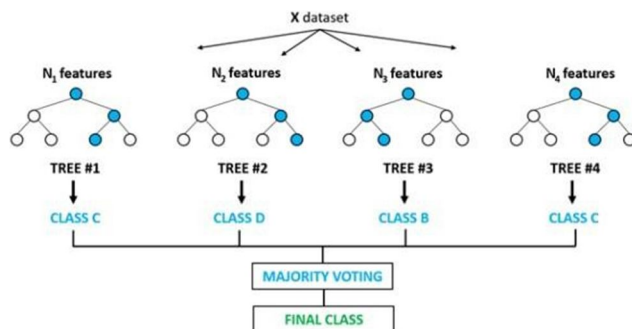 X dataset
N₁ features
N₂ features
N₃ features
N₄ features
TREE #1
TREE #2
TREE #3
TREE #4
CLASS C
CLASS D
CLASS B
CLASS C
MAJORITY VOTING
FINAL CLASS